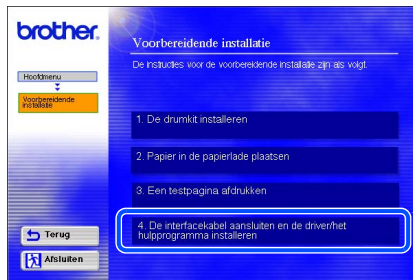 brother.
Voorbereidende installatie
De instructies voor de voorbereidende installatie zijn als volgt.
Hoofdmenu
Voorbereidende
installatie
1. De drumkit installeren
2. Papier in de papierlade plaatsen
3. Een testpagina afdrukken
4. De interfacekabel aansluiten en de driver/het
hulpprogramma installeren
Terug
Afsluiten